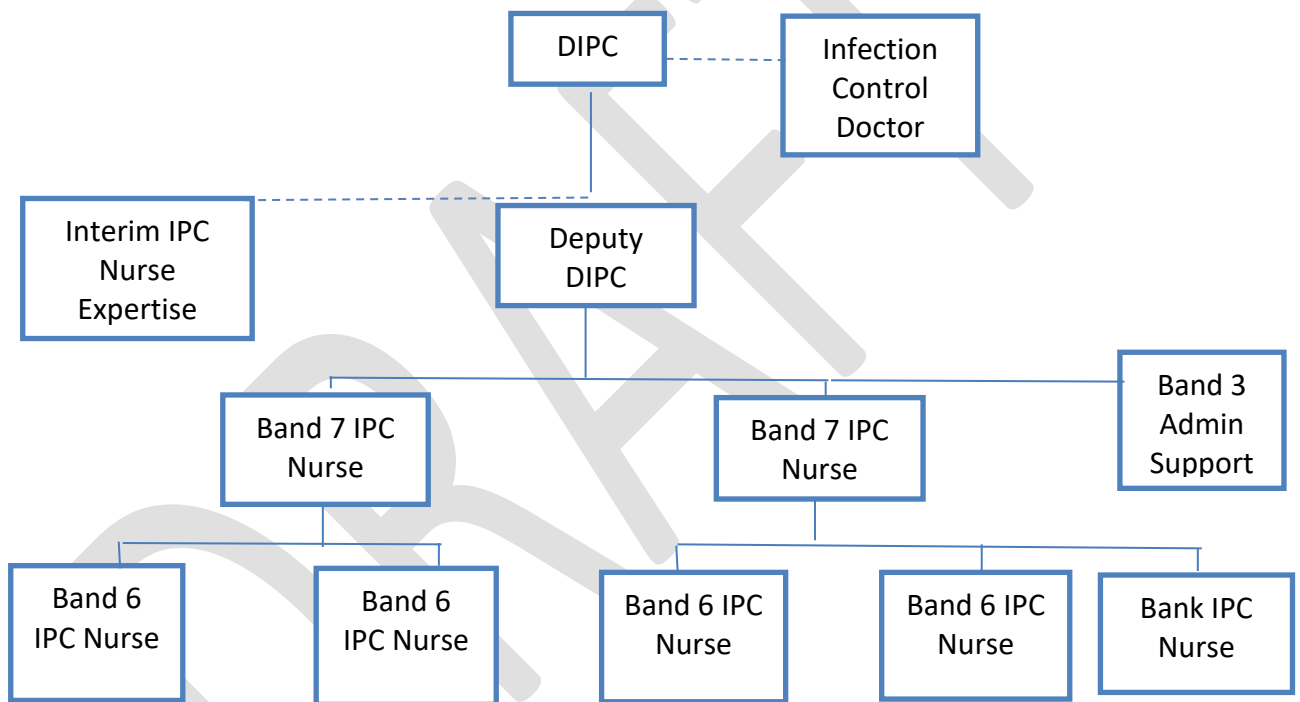 DIPC
Infection
Control
Doctor
Interim IPC
Nurse
Expertise
Deputy
DIPC
Band 7 IPC
Nurse
Band 7 IPC
Nurse
Band 3
Admin
Support
Band 6
IPC Nurse
Band 6
IPC Nurse
Band 6 IPC
Nurse
Band 6 IPC
Nurse
Bank IPC
Nurse
DRAFT